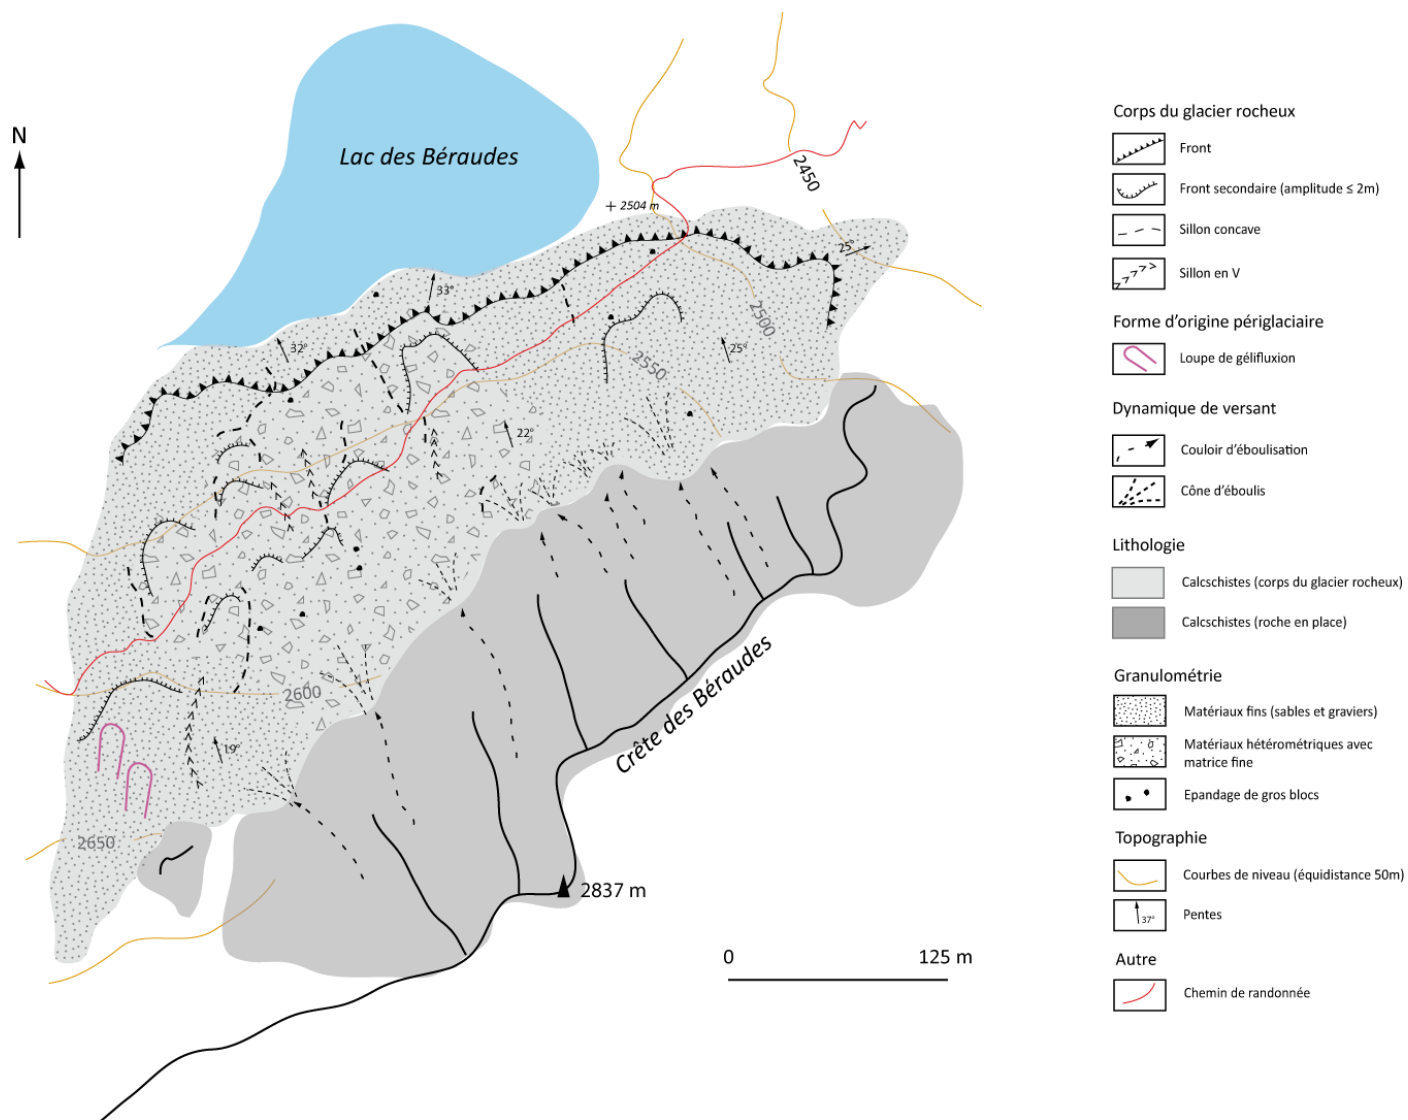 N
Lac des Béraudes
2450
+ 2504 m
25°
33°
2500
32°
25°
2550
22°
2600
19°
2650
Crête des Béraudes
2837 m
0
125 m
Corps du glacier rocheux
Front
Front secondaire (amplitude ≤ 2m)
Sillon concave
Sillon en V
Forme d’origine périglaciaire
Loupe de gélifluxion
Dynamique de versant
Couloir d’éboulisation
Cône d’éboulis
Lithologie
Calcschistes (corps du glacier rocheux)
Calcschistes (roche en place)
Granulométrie
Matériaux fins (sables et graviers)
Matériaux hétérométriques avec
matrice fine
Epandage de gros blocs
Topographie
Courbes de niveau (équidistance 50m)
37°
Pentes
Autre
Chemin de randonnée